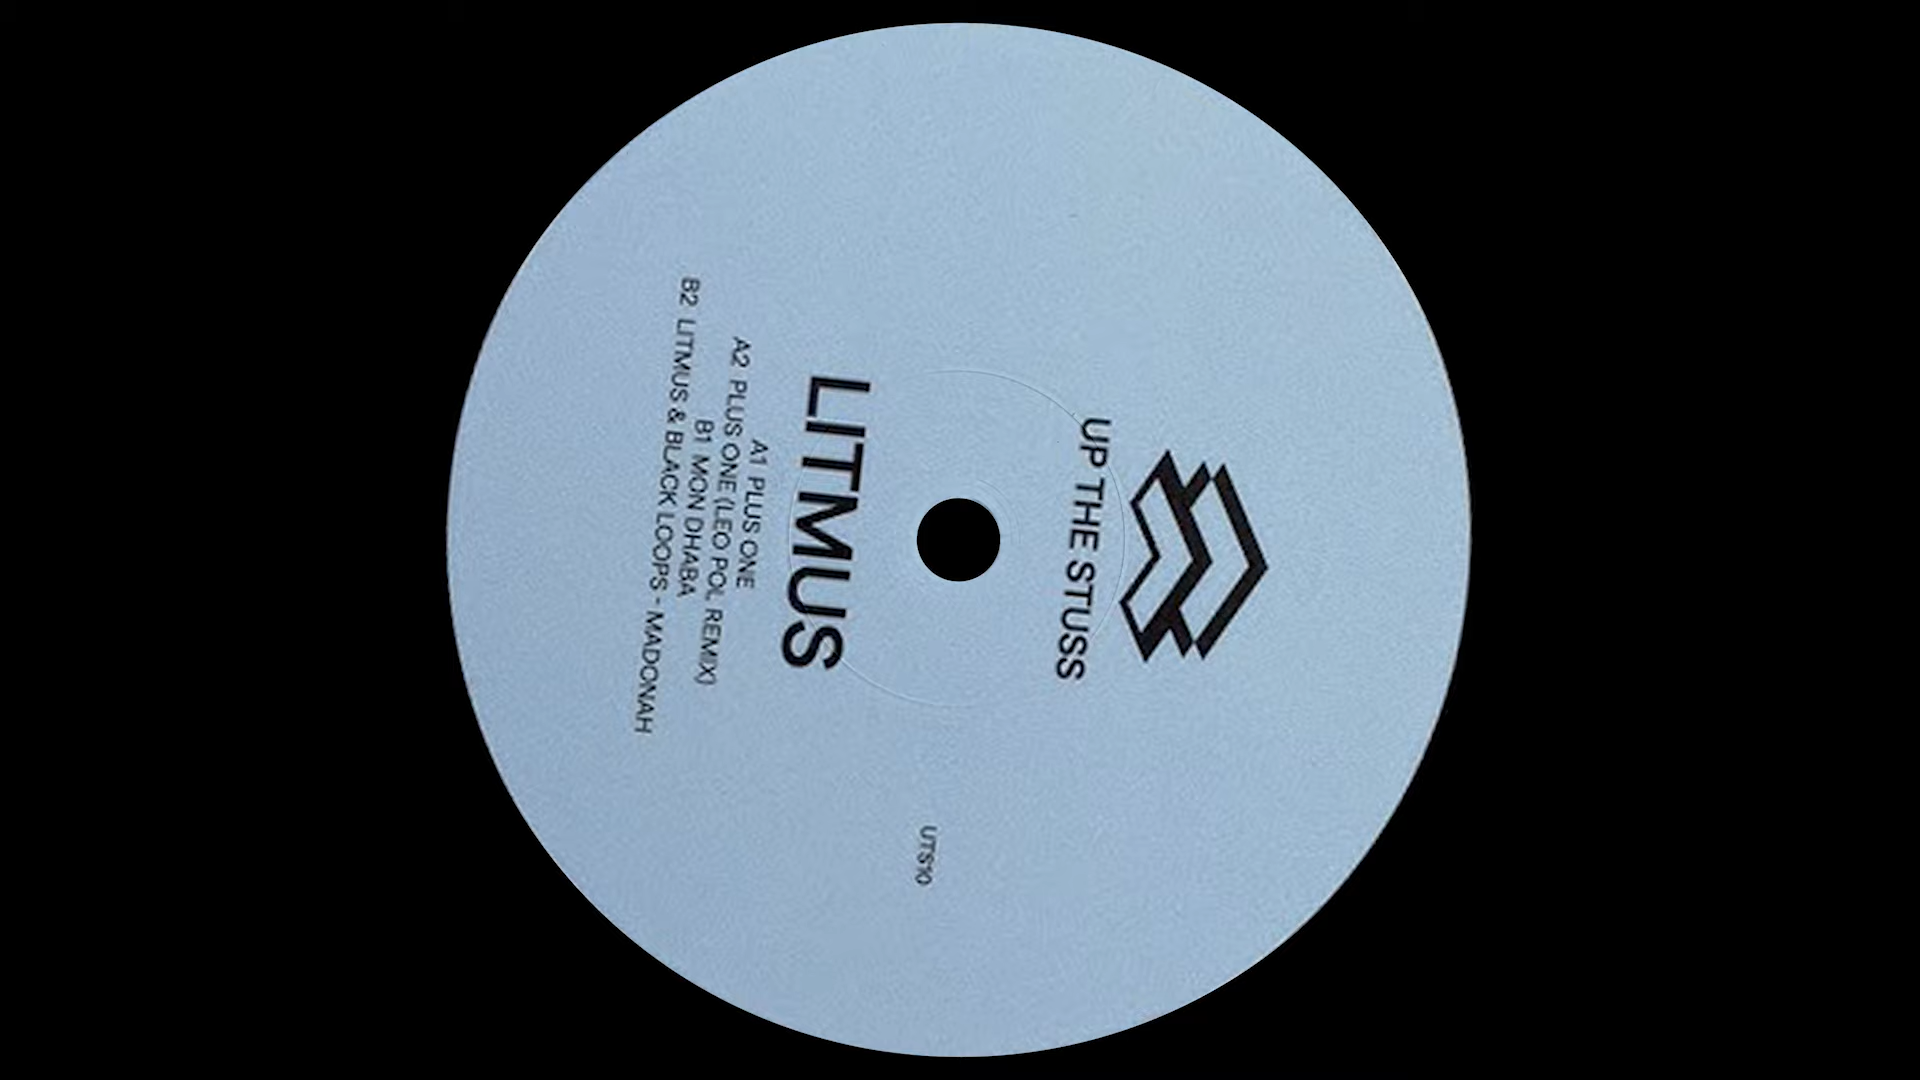 UP THE STUSS
UTS10
LITMUS
A1 PLUS ONE
A2 PLUS ONE (LEO POL REMIX)
B1 MON DHABA
B2 LITMUS & BLACK LOOPS - MADONAH